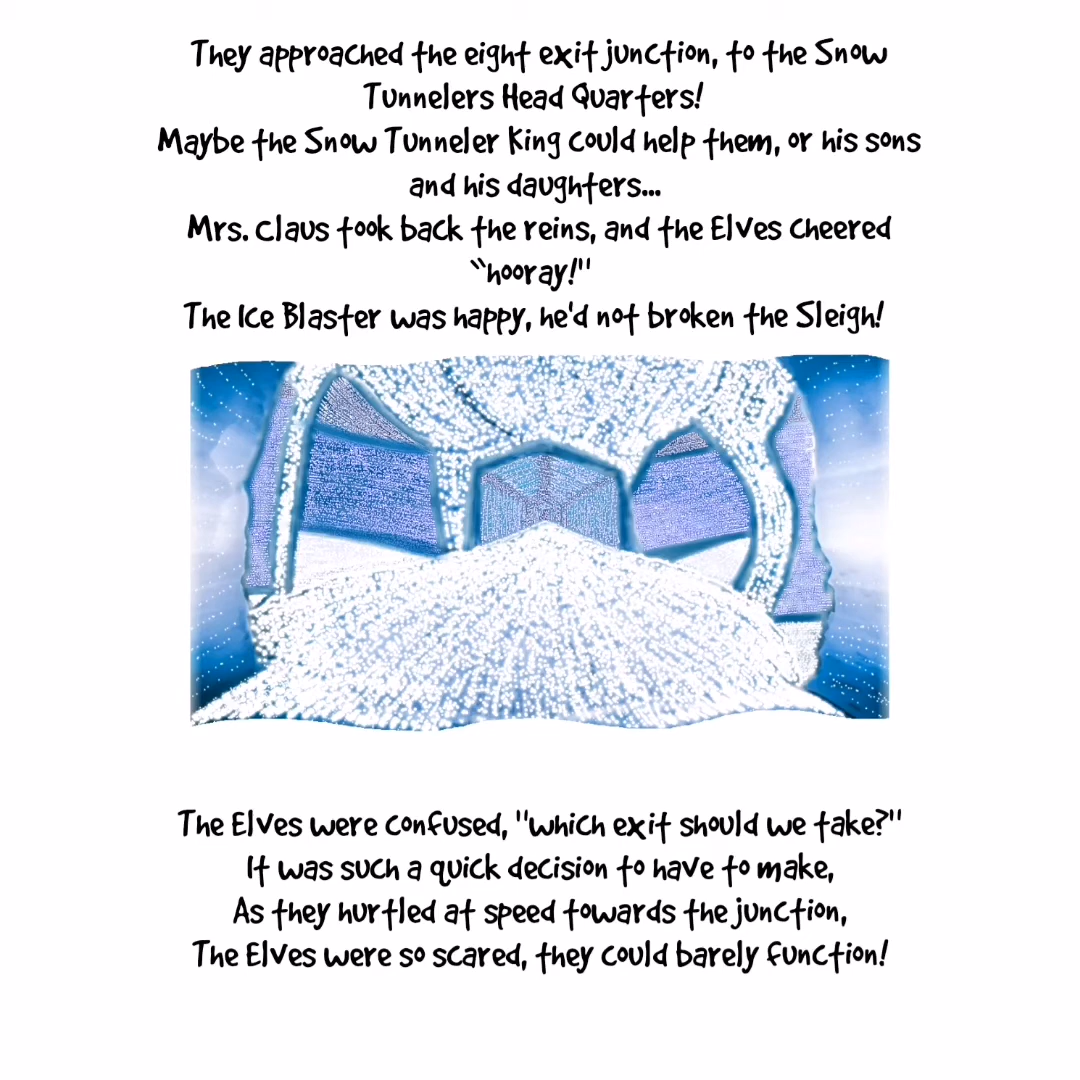 They approached the eight exit junction, to the Snow
Tunnelers Head Quarters!
Maybe the Snow Tunneler King could help them, or his sons
and his daughters...
Mrs. Claus took back the reins, and the Elves cheered
“hooray!"
The Ice Blaster was happy, he'd not broken the Sleigh!
The Elves were confused, "which exit should we take?"
It was such a quick decision to have to make,
As they hurtled at speed towards the junction,
The Elves were so scared, they could barely function!